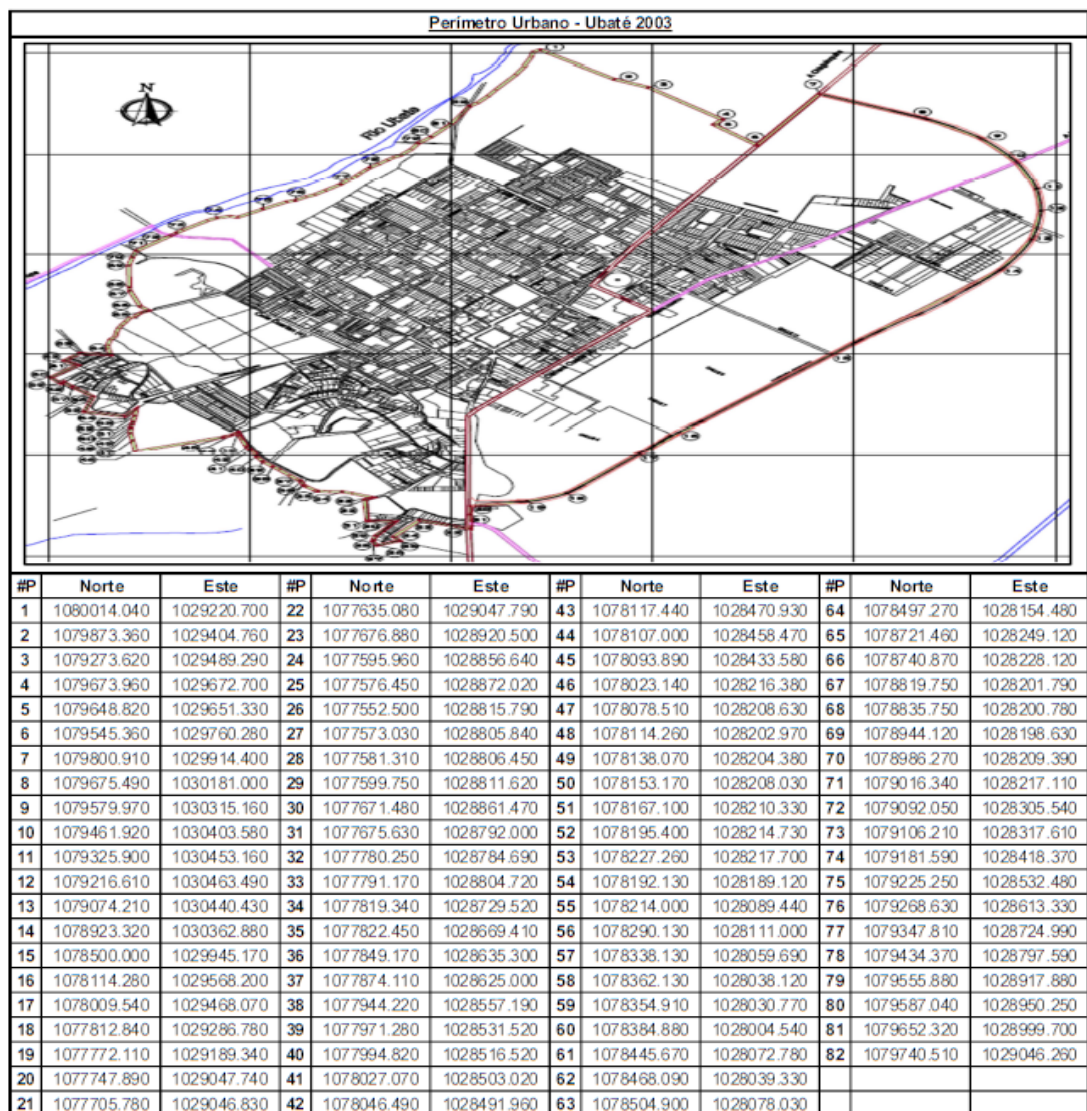 Perímetro Urbano - Ubaté 2003
N
Rio Ubate
#P Norte Este #P Norte Este #P Norte Este #P Norte Este
1 1080014.040 1029220.700 22 1077635.080 1029047.790 43 1078117.440 1028470.930 64 1078497.270 1028154.480
2 1079873.360 1029404.760 23 1077676.880 1028920.500 44 1078107.000 1028458.470 65 1078721.460 1028249.120
3 1079273.620 1029489.290 24 1077595.960 1028856.640 45 1078093.890 1028433.580 66 1078740.870 1028228.120
4 1079673.960 1029672.700 25 1077576.450 1028872.020 46 1078023.140 1028216.380 67 1078819.750 1028201.790
5 1079648.820 1029651.330 26 1077552.500 1028815.790 47 1078078.510 1028208.630 68 1078835.750 1028200.780
6 1079545.360 1029760.280 27 1077573.030 1028805.840 48 1078114.260 1028202.970 69 1078944.120 1028198.630
7 1079800.910 1029914.400 28 1077581.310 1028806.450 49 1078138.070 1028204.380 70 1078986.270 1028209.390
8 1079675.490 1030181.000 29 1077599.750 1028811.620 50 1078153.170 1028208.030 71 1079016.340 1028217.110
9 1079579.970 1030315.160 30 1077671.480 1028861.470 51 1078167.100 1028210.330 72 1079092.050 1028305.540
10 1079461.920 1030403.580 31 1077675.630 1028792.000 52 1078195.400 1028214.730 73 1079106.210 1028317.610
11 1079325.900 1030453.160 32 1077780.250 1028784.690 53 1078227.260 1028217.700 74 1079181.590 1028418.370
12 1079216.610 1030463.490 33 1077791.170 1028804.720 54 1078192.130 1028189.120 75 1079225.250 1028532.480
13 1079074.210 1030440.430 34 1077819.340 1028729.520 55 1078214.000 1028089.440 76 1079268.630 1028613.330
14 1078923.320 1030362.880 35 1077822.450 1028669.410 56 1078290.130 1028111.000 77 1079347.810 1028724.990
15 1078500.000 1029945.170 36 1077849.170 1028635.300 57 1078338.130 1028059.690 78 1079434.370 1028797.590
16 1078114.280 1029568.200 37 1077874.110 1028625.000 58 1078362.130 1028038.120 79 1079555.880 1028917.880
17 1078009.540 1029468.070 38 1077944.220 1028557.190 59 1078354.910 1028030.770 80 1079587.040 1028950.250
18 1077812.840 1029286.780 39 1077971.280 1028531.520 60 1078384.880 1028004.540 81 1079652.320 1028999.700
19 1077772.110 1029189.340 40 1077994.820 1028516.520 61 1078445.670 1028072.780 82 1079740.510 1029046.260
20 1077747.890 1029047.740 41 1078027.070 1028503.020 62 1078468.090 1028039.330
21 1077705.780 1029046.830 42 1078046.490 1028491.960 63 1078504.900 1028078.030